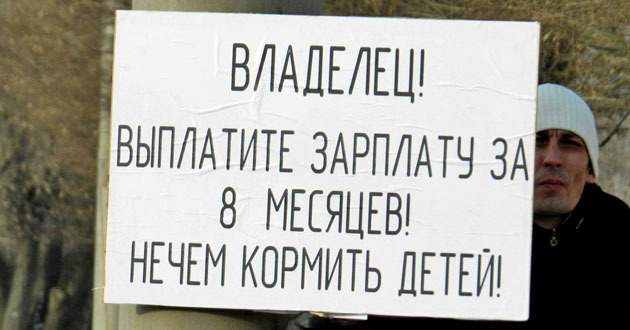 ВЛАДЕЛЕЦ!
ВЫПЛАТИТЕ ЗАРПЛАТУ ЗА
8 МЕСЯЦЕВ!
НЕЧЕМ КОРМИТЬ ДЕТЕЙ!